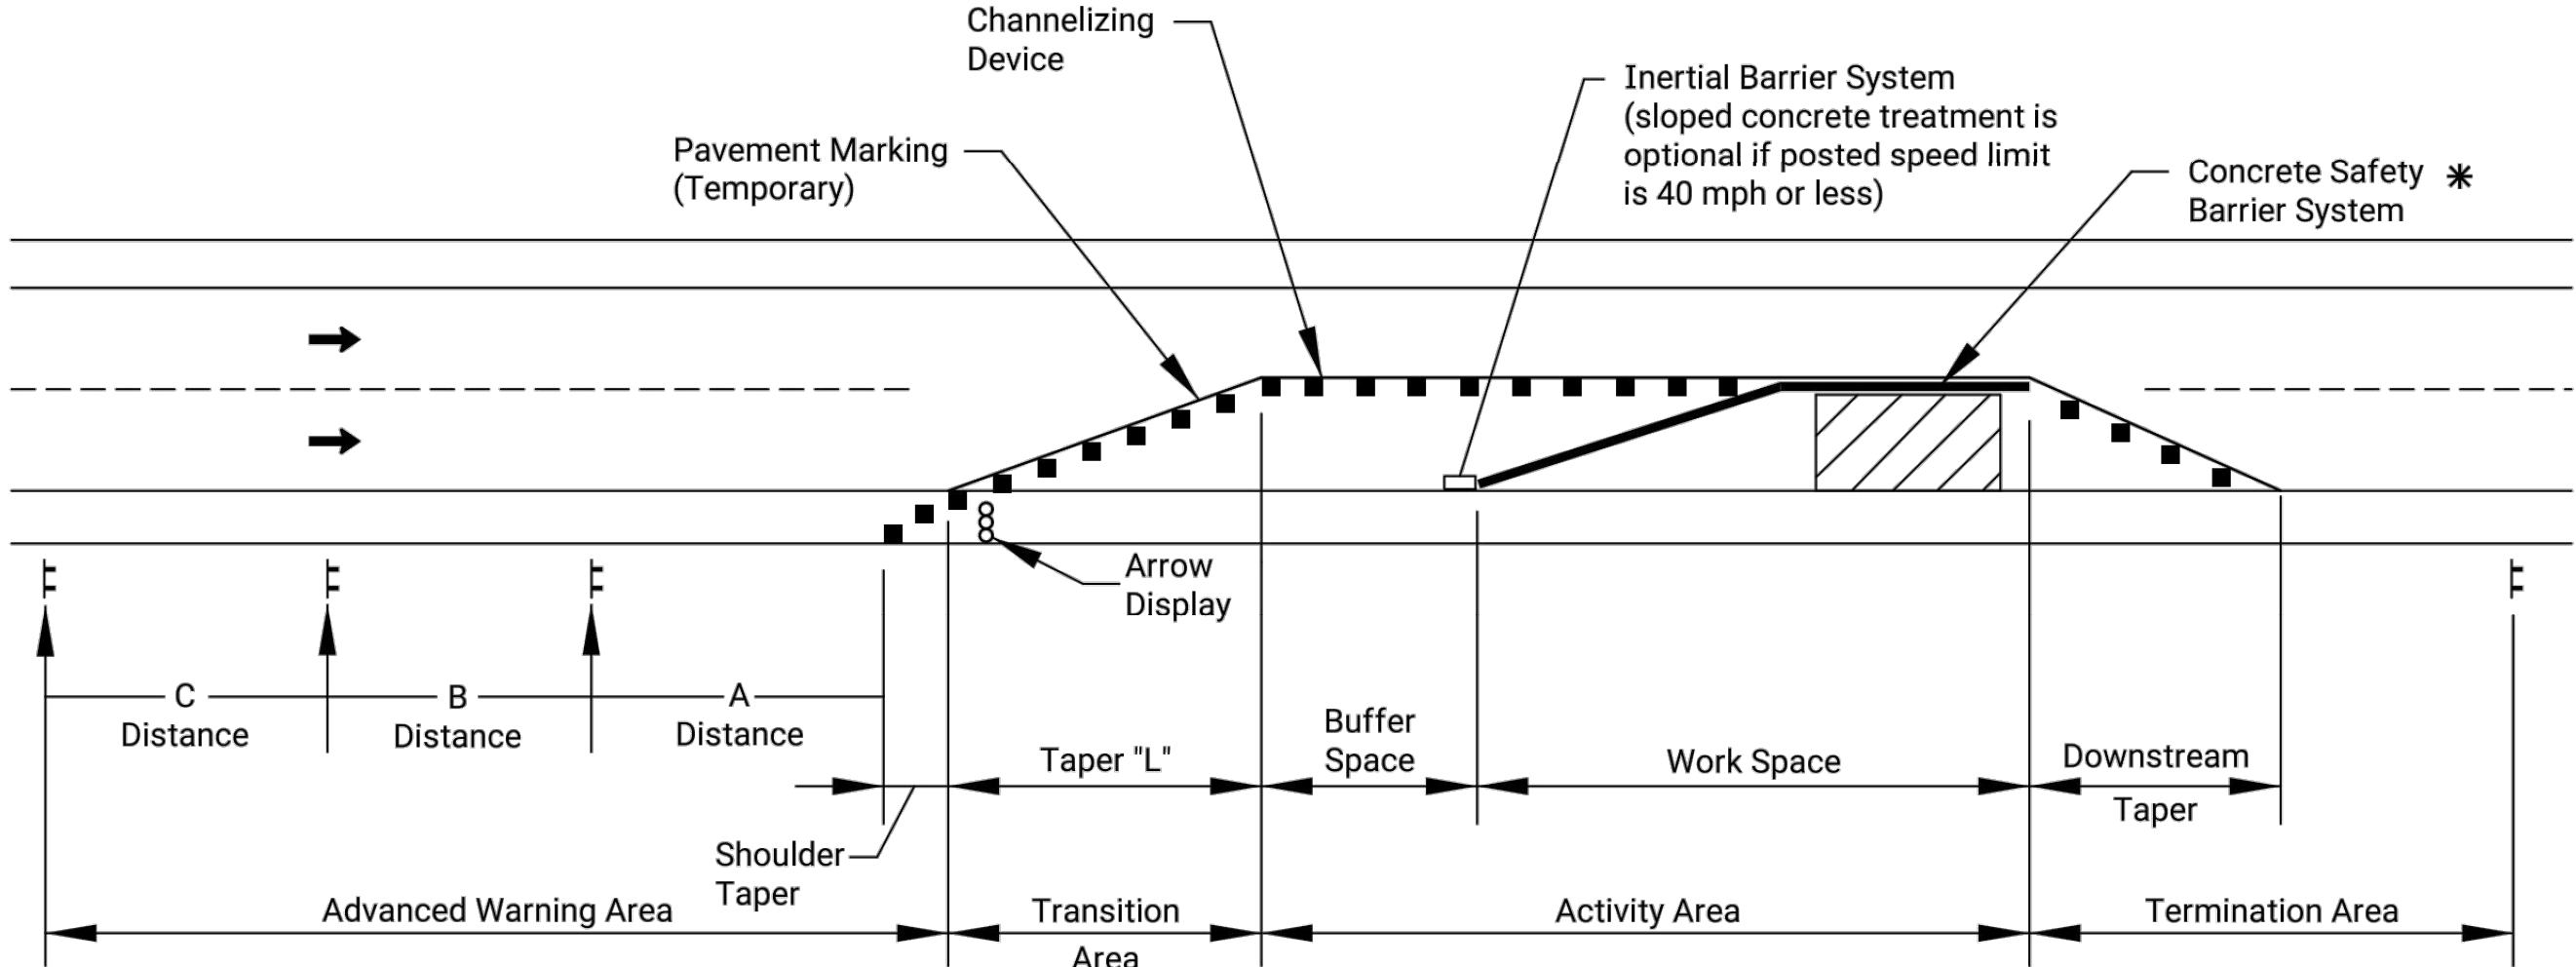 Channelizing
Device
Inertial Barrier System
(sloped concrete treatment is
optional if posted speed limit
is 40 mph or less)
Pavement Marking
(Temporary)
Concrete Safety *
Barrier System
Arrow
Display
C
Distance
B
Distance
A
Distance
Shoulder
Taper
Taper "L"
Buffer
Space
Work Space
Downstream
Taper
Advanced Warning Area
Transition
Area
Activity Area
Termination Area